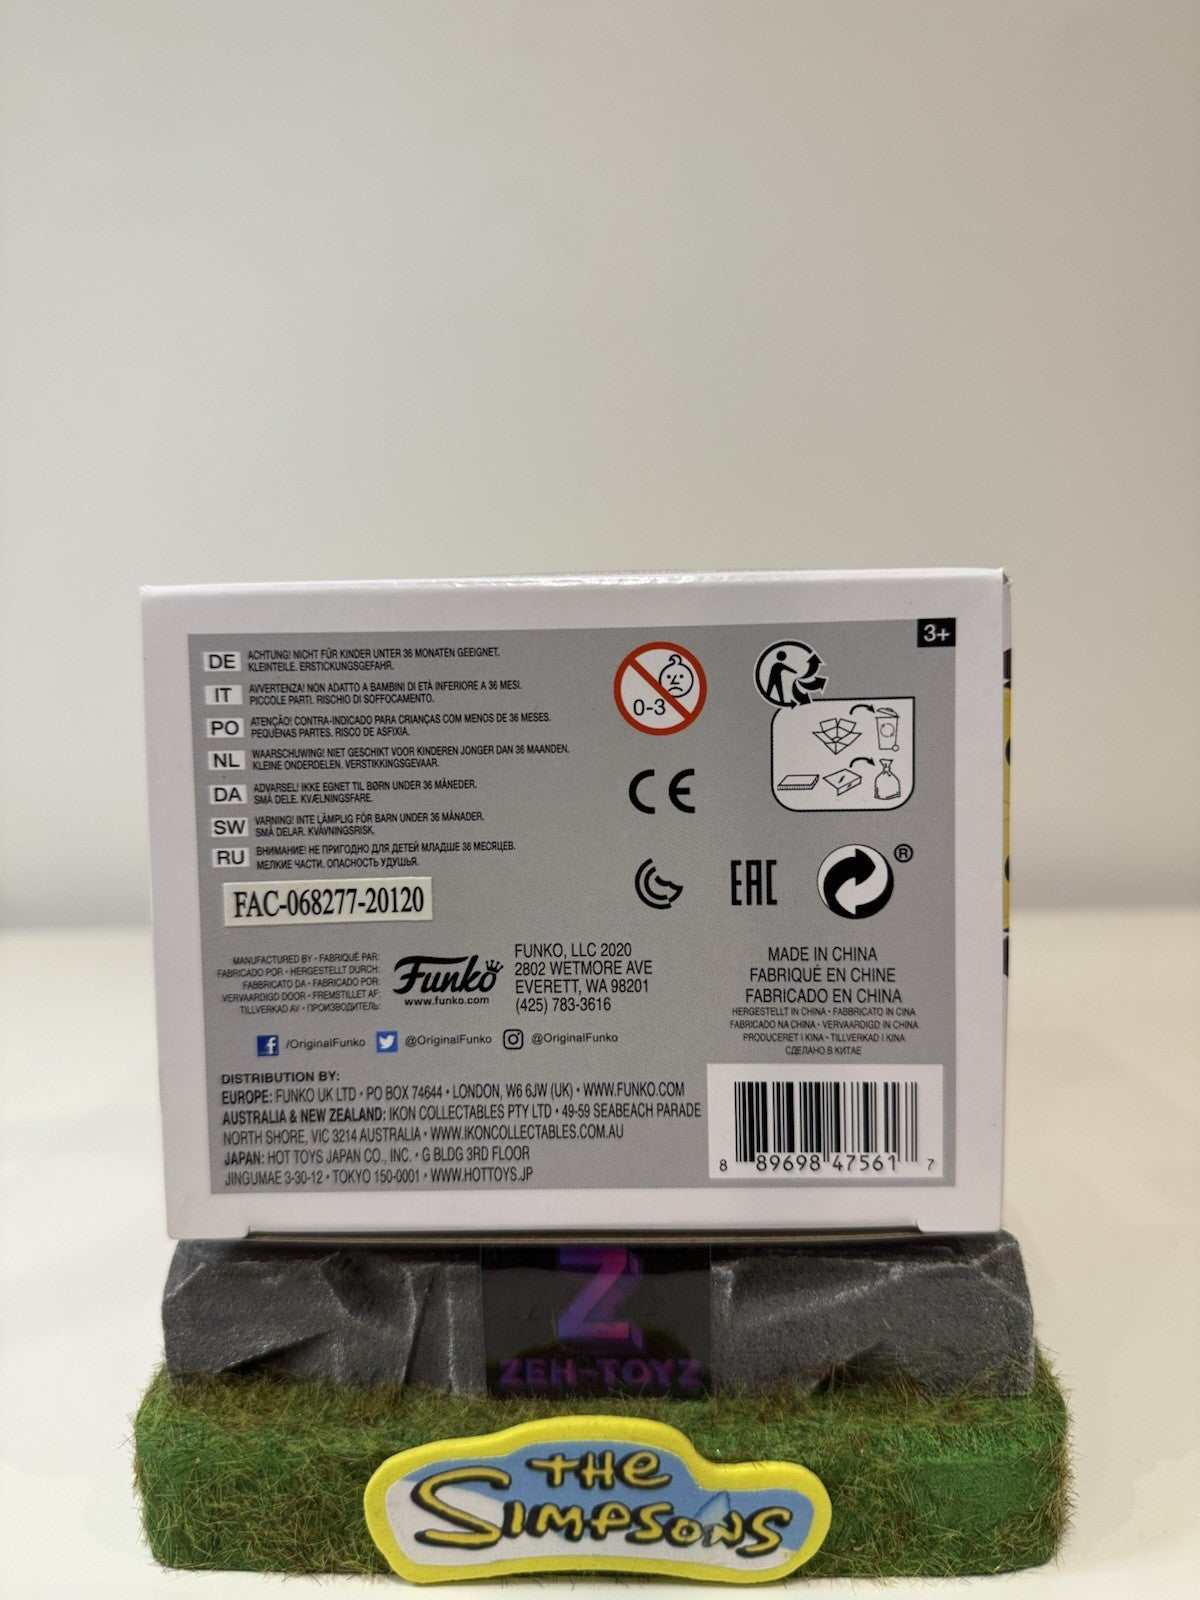 3+
DE ACHTUNG! NICHT FÜR KINDER UNTER 36 MONATEN GEEIGNET.
KLEINTEILE. ERSTICKUNGSGEFAHR.
IT AVVERTENZA! NON ADATTO A BAMBINI DI ETÀ INFERIORE A 36 MESI.
PICCOLE PARTI. RISCHIO DI SOFFOCAMENTO.
PO ATENÇÃO! CONTRA-INDICADO PARA CRIANÇAS COM MENOS DE 36 MESES.
PEQUENAS PARTES. RISCO DE ASFIXIA.
NL WAARSCHUWING! NIET GESCHIKT VOOR KINDEREN JONGER DAN 36 MAANDEN.
KLEINE ONDERDELEN. VERSTIKKINGSGEVAAR.
DA ADVARSEL! IKKE EGNET TIL BØRN UNDER 36 MÅNEDER.
SMÅ DELE. KVÆLNINGSFARE.
SW VARNING! INTE LÄMPLIG FÖR BARN UNDER 36 MÅNADER.
SMÅ DELAR. KVÄVNINGSRISK.
RU ВНИМАНИЕ! НЕ ПРИГОДНО ДЛЯ ДЕТЕЙ МЛАДШЕ 36 МЕСЯЦЕВ.
МЕЛКИЕ ЧАСТИ. ОПАСНОСТЬ УДУШЬЯ.
0-3
CE
EAC
®
FAC-068277-20120
MANUFACTURED BY • FABRIQUÉ PAR:
FABRICADO POR • HERGESTELLT DURCH:
FABBRICATO DA • FABRICADO POR:
VERVAARDIGD DOOR • FREMSTILLET AF:
TILLVERKAD AV • ПРОИЗВОДИТЕЛЬ:
Funko
www.funko.com
FUNKO, LLC 2020
2802 WETMORE AVE
EVERETT, WA 98201
(425) 783-3616
/OriginalFunko @OriginalFunko @OriginalFunko
MADE IN CHINA
FABRIQUÉ EN CHINE
FABRICADO EN CHINA
HERGESTELLT IN CHINA • FABBRICATO IN CINA
FABRICADO NA CHINA • VERVAARDIGD IN CHINA
PRODUCERET I KINA • TILLVERKAD I KINA
СДЕЛАНО В КИТАЕ
DISTRIBUTION BY:
EUROPE: FUNKO UK LTD • PO BOX 74644 • LONDON, W6 6JW (UK) • WWW.FUNKO.COM
AUSTRALIA & NEW ZEALAND: IKON COLLECTABLES PTY LTD • 49-59 SEABEACH PARADE
NORTH SHORE, VIC 3214 AUSTRALIA • WWW.IKONCOLLECTABLES.COM.AU
JAPAN: HOT TOYS JAPAN CO., INC. • G BLDG 3RD FLOOR
JINGUMAE 3-30-12 • TOKYO 150-0001 • WWW.HOTTOYS.JP
8 89698 47561 7
Z
ZEH-TOYZ
THE
SIMPSONS